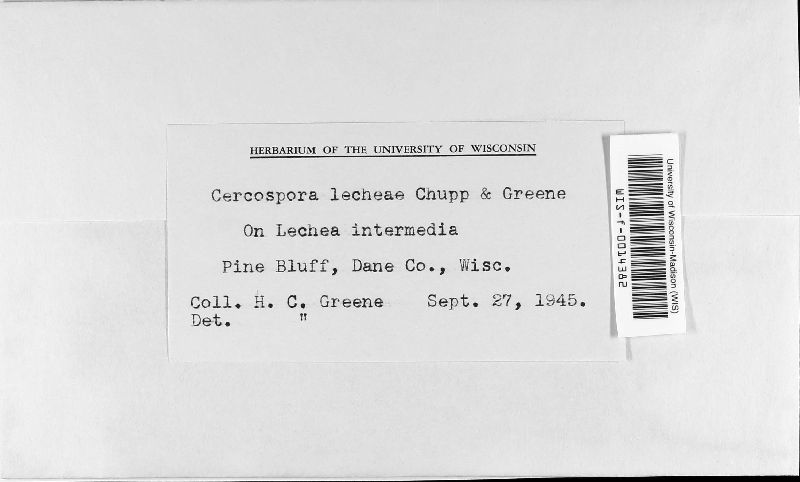 HERBARIUM OF THE UNIVERSITY OF WISCONSIN
Cercospora lecheae Chupp & Greene
On Lechea intermedia
Pine Bluff, Dane Co., Wisc.
Coll. H. C. Greene Sept. 27, 1945.
Det. "
University of Wisconsin-Madison (WIS)
WIS-f-0014382